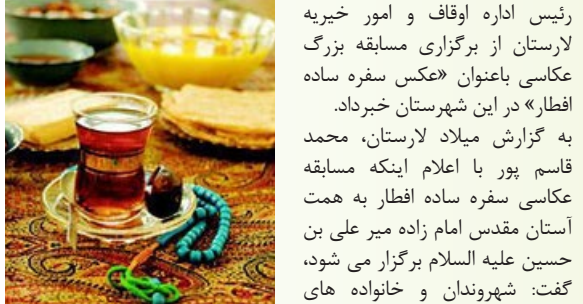 رئیس اداره اوقاف و امور خیریه
لارستان از برگزاری مسابقه بزرگ
عکاسی باعنوان «عکس سفره ساده
افطار» در این شهرستان خبرداد.
به گزارش میلاد لارستان، محمد
قاسم پور با اعلام اینکه مسابقه
عکاسی سفره ساده افطار به همت
آستان مقدس امام زاده میر علی بن
حسین علیه السلام برگزار می شود،
گفت: شهروندان و خانواده های